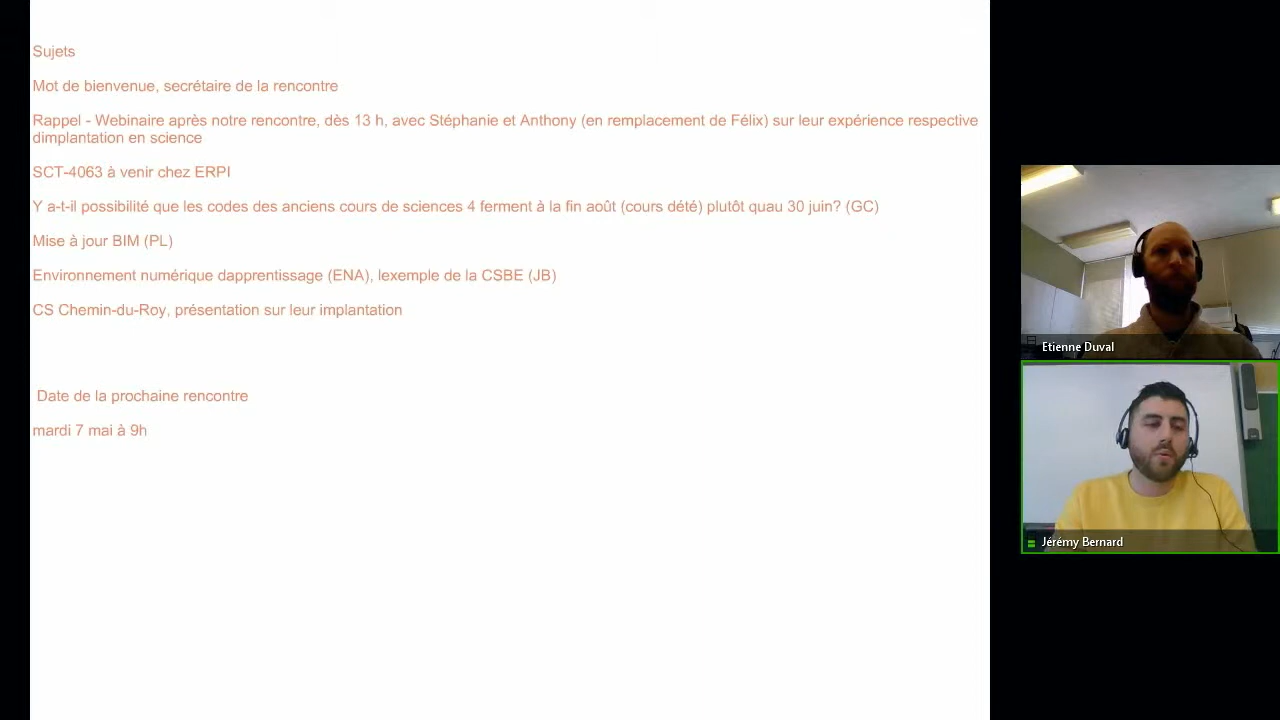 Sujets
Mot de bienvenue, secrétaire de la rencontre
Rappel - Webinaire après notre rencontre, dès 13 h, avec Stéphanie et Anthony (en remplacement de Félix) sur leur expérience respective
dimplantation en science
SCT-4063 à venir chez ERPI
Y a-t-il possibilité que les codes des anciens cours de sciences 4 ferment à la fin août (cours dété) plutôt quau 30 juin? (GC)
Mise à jour BIM (PL)
Environnement numérique dapprentissage (ENA), lexemple de la CSBE (JB)
CS Chemin-du-Roy, présentation sur leur implantation
Date de la prochaine rencontre
mardi 7 mai à 9h
Etienne Duval
Jérémy Bernard